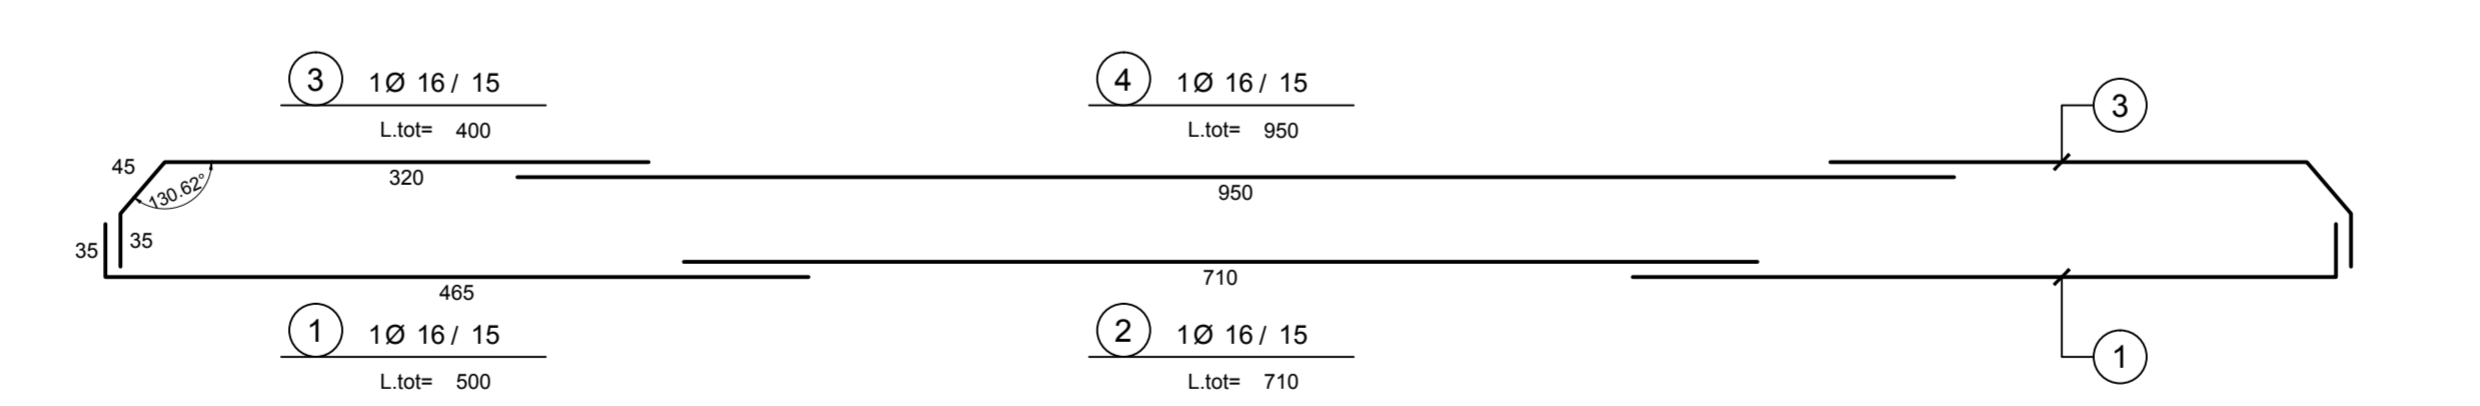 3 1Ø 16 / 15
L.tot= 400
4 1Ø 16 / 15
L.tot= 950
3
45
130.62°
320
950
35
35
465
710
1 1Ø 16 / 15
L.tot= 500
2 1Ø 16 / 15
L.tot= 710
1